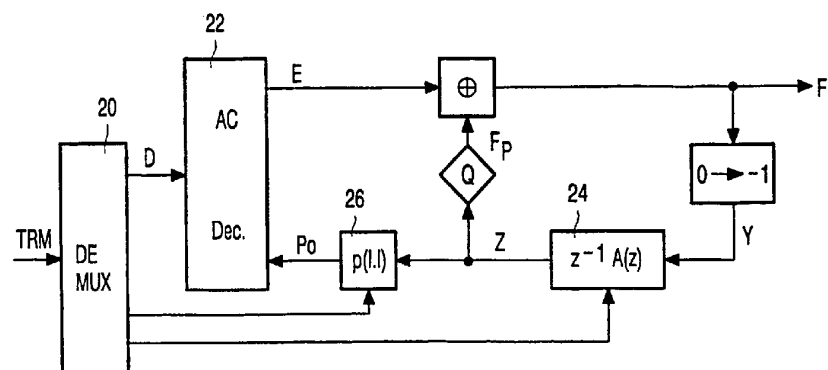 22
E
F
AC
Dec.
20
D
⊕
Fp
Q
0 → -1
TRM
DE
MUX
26
Po
p(I.I)
Z
24
z⁻¹ A(z)
Y